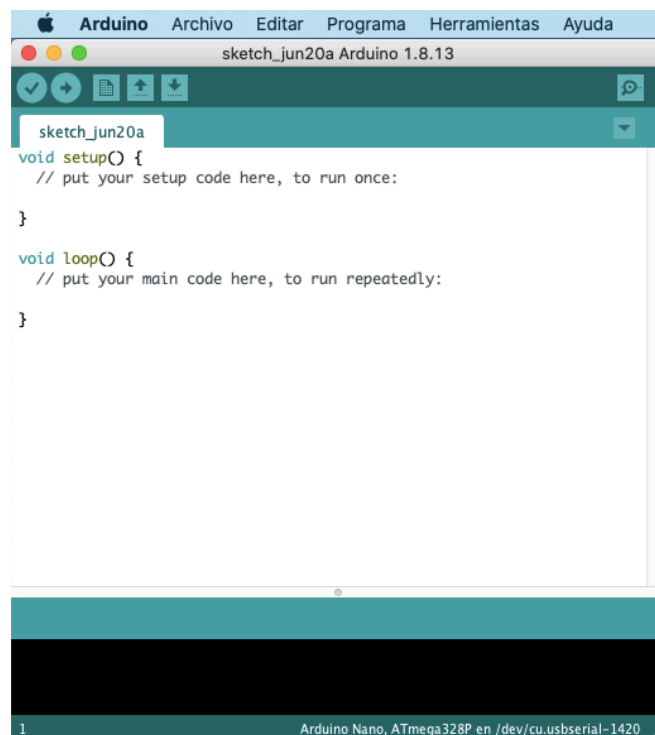 Arduino Archivo Editar Programa Herramientas Ayuda
sketch_jun20a Arduino 1.8.13
sketch_jun20a
void setup() {
  // put your setup code here, to run once:
}
void loop() {
  // put your main code here, to run repeatedly:
}
1 Arduino Nano, ATmega328P en /dev/cu.usbserial-1420